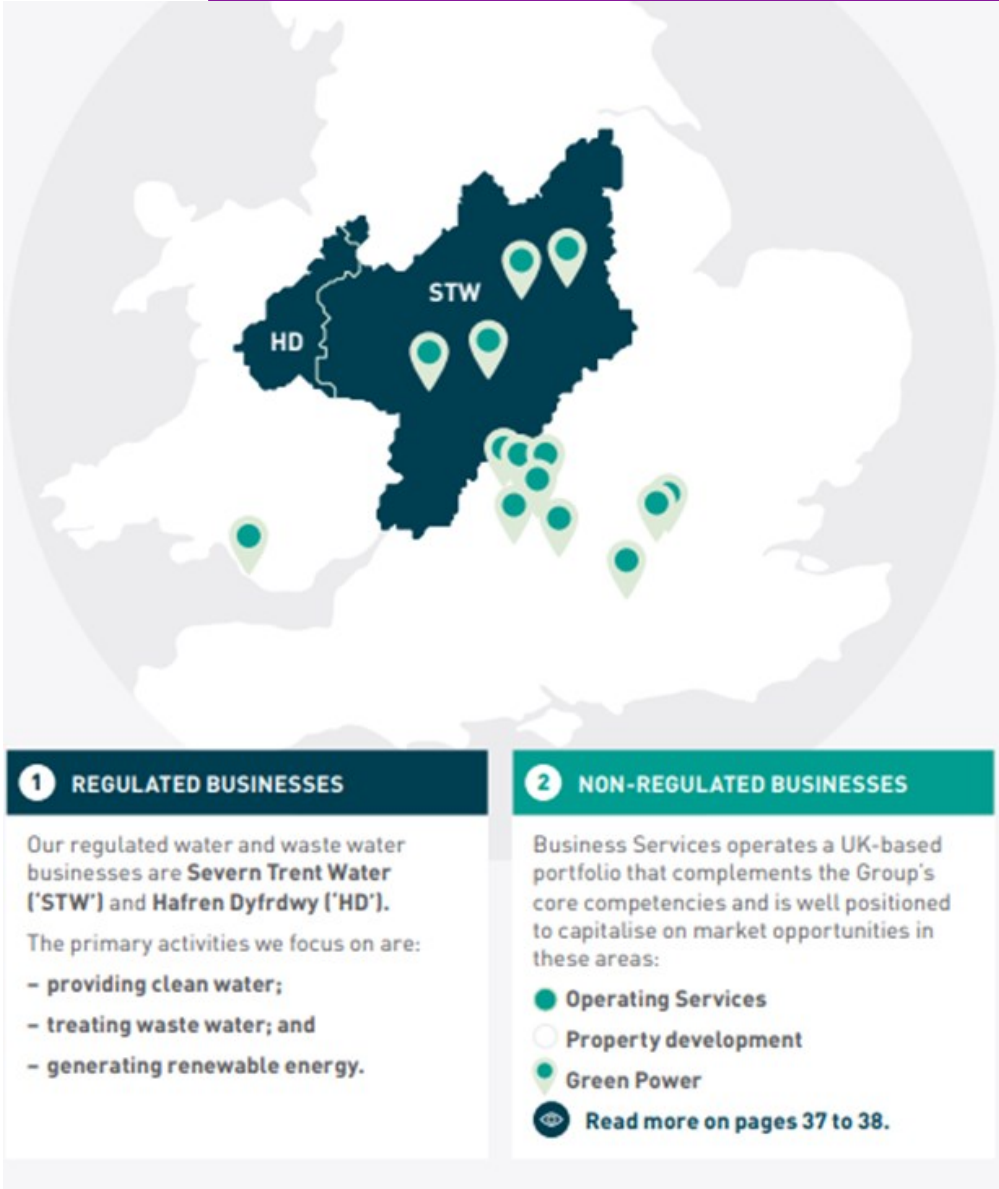 STW
HD
1 REGULATED BUSINESSES
Our regulated water and waste water
businesses are Severn Trent Water
(‘STW’) and Hafren Dyfrdwy (‘HD’).
The primary activities we focus on are:
– providing clean water;
– treating waste water; and
– generating renewable energy.
2 NON-REGULATED BUSINESSES
Business Services operates a UK-based
portfolio that complements the Group’s
core competencies and is well positioned
to capitalise on market opportunities in
these areas:
Operating Services
Property development
Green Power
Read more on pages 37 to 38.